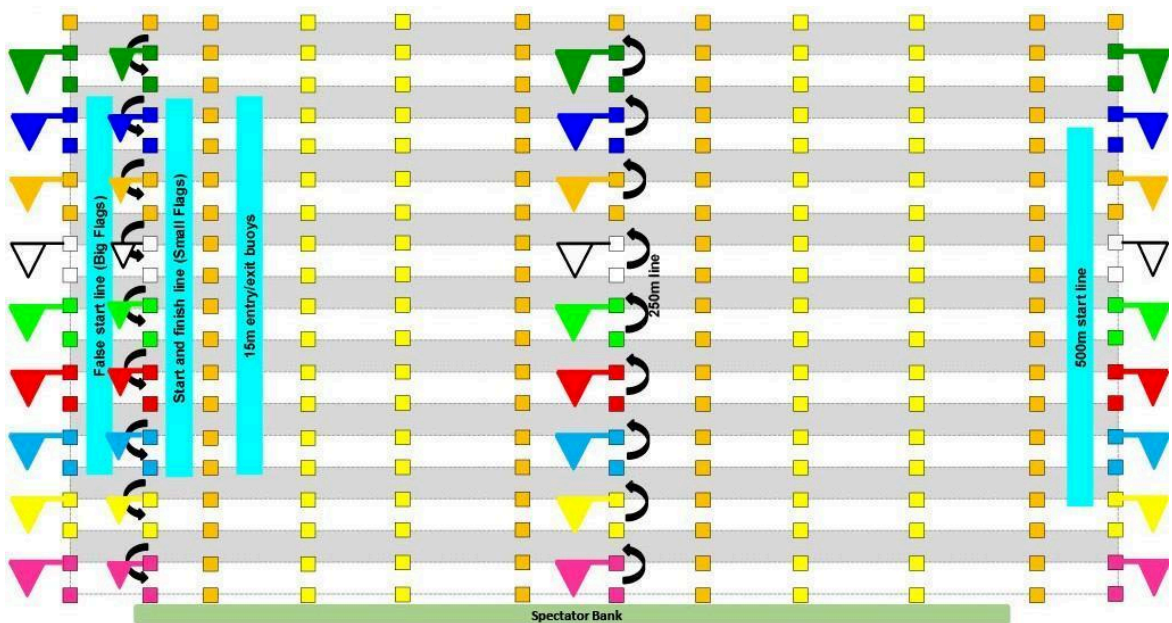 False start line (Big Flags)
Start and finish line (Small Flags)
15m entry/exit buoys
250m line
500m start line
Spectator Bank